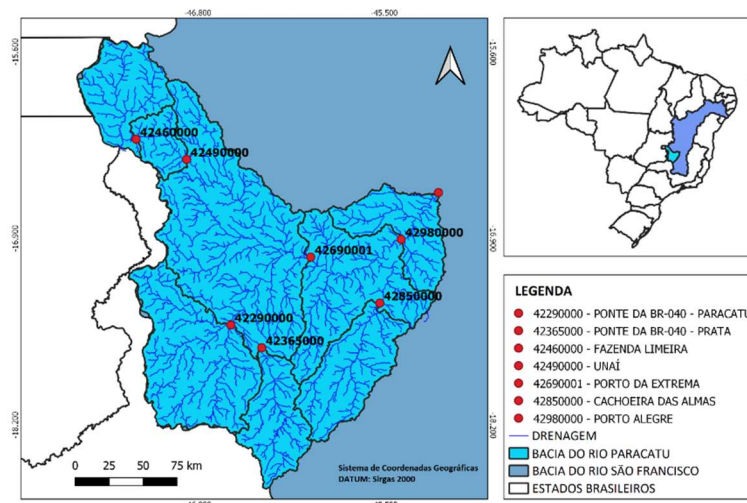 -46.800
-45.500
-15.600
-15.600
42460000
42490000
42980000
-16.900
-16.900
42690001
42850000
42290000
42365000
-18.200
-18.200
0 25 50 75 km
Sistema de Coordenadas Geográficas
DATUM: Sirgas 2000
LEGENDA
42290000 - PONTE DA BR-040 - PARACATU
42365000 - PONTE DA BR-040 - PRATA
42460000 - FAZENDA LIMEIRA
42490000 - UNAÍ
42690001 - PORTO DA EXTREMA
42850000 - CACHOEIRA DAS ALMAS
42980000 - PORTO ALEGRE
DRENAGEM
BACIA DO RIO PARACATU
BACIA DO RIO SÃO FRANCISCO
ESTADOS BRASILEIROS